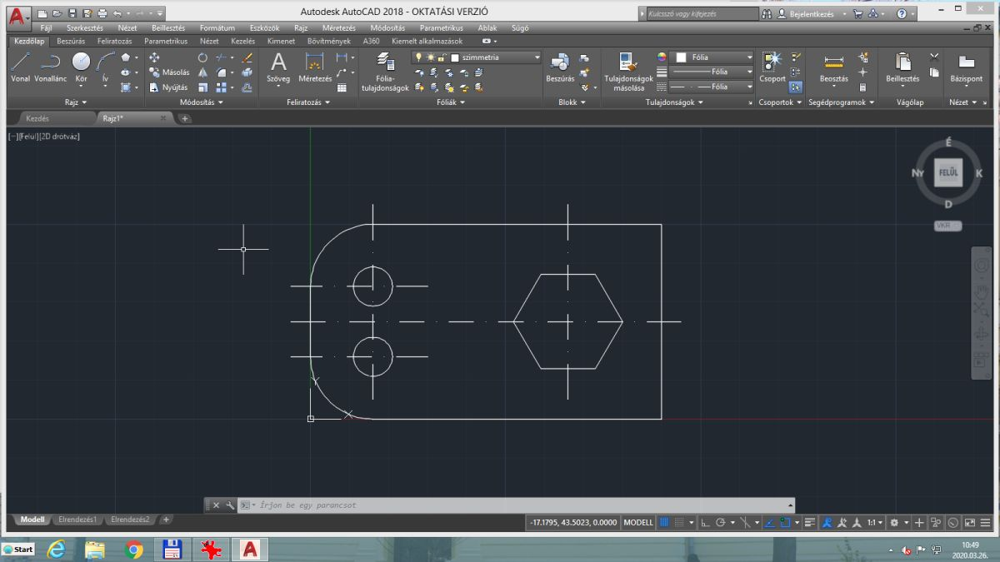 Autodesk AutoCAD 2018 - OKTATÁSI VERZIÓ
Kulcsszó vagy kifejezés
Bejelentkezés
Fájl Szerkesztés Nézet Beillesztés Formátum Eszközök Rajz Méretezés Módosítás Parametrikus Ablak Súgó
Kezdőlap Beszúrás Feliratozás Parametrikus Nézet Kezelés Kimenet Bővítmények A360 Kiemelt alkalmazások
Vonal Vonallánc Kör Ív
Másolás
Nyújtás
Szöveg Méretezés
Fólia-
tulajdonságok
szimmetria
Beszúrás
Tulajdonságok
másolása
Fólia
Fólia
Fólia
Csoport
Beosztás
Beillesztés
Bázispont
Rajz Módosítás Feliratozás Fóliák Blokk Tulajdonságok Csoportok Segédprogramok Vágólap Nézet
Kezdés Rajz1*
[−][Felül][2D drótváz]
É
Ny FELÜL K
D
VKR
Y
X
Írjon be egy parancsot
Modell Elrendezés1 Elrendezés2 +
-17.1795, 43.5023, 0.0000 MODELL 1:1
Start
10:49
2020.03.26.